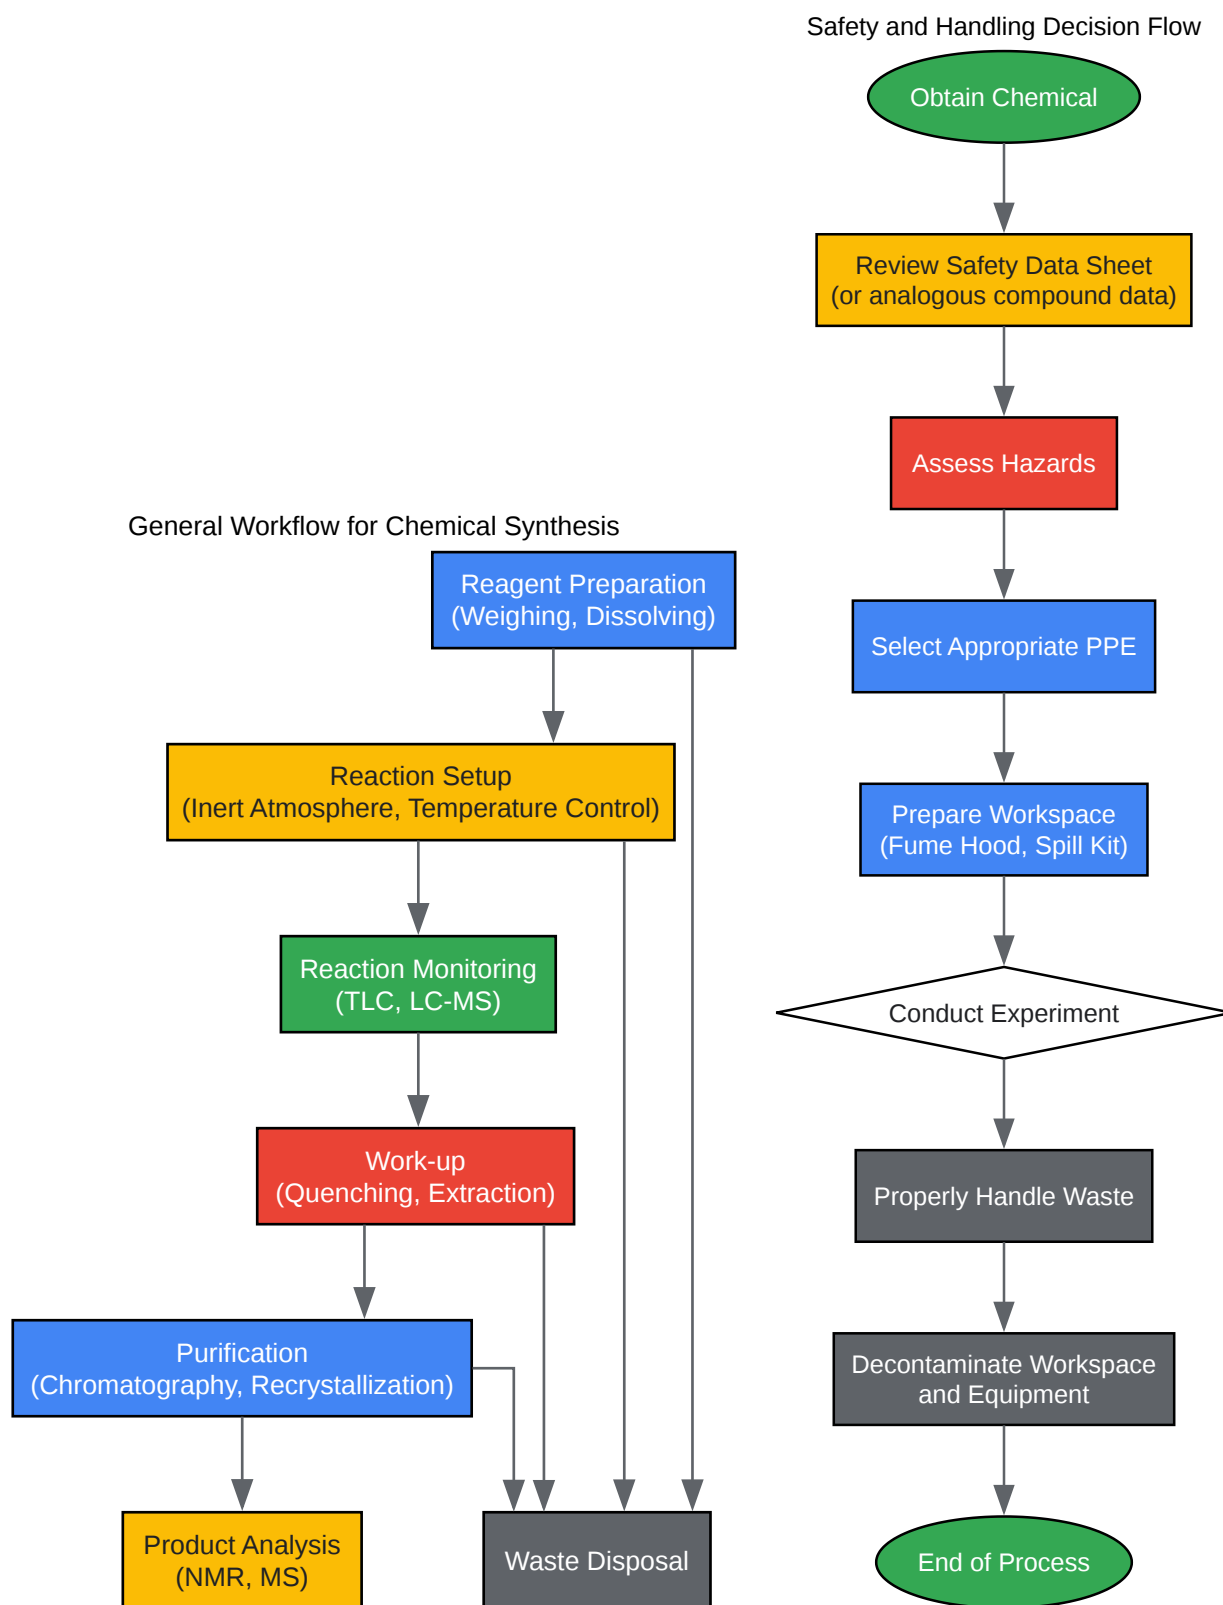 Safety and Handling Decision Flow
Obtain Chemical
Review Safety Data Sheet
(or analogous compound data)
Assess Hazards
Select Appropriate PPE
Prepare Workspace
(Fume Hood, Spill Kit)
Conduct Experiment
Properly Handle Waste
Decontaminate Workspace
and Equipment
End of Process
General Workflow for Chemical Synthesis
Reagent Preparation
(Weighing, Dissolving)
Reaction Setup
(Inert Atmosphere, Temperature Control)
Reaction Monitoring
(TLC, LC-MS)
Work-up
(Quenching, Extraction)
Purification
(Chromatography, Recrystallization)
Product Analysis
(NMR, MS)
Waste Disposal